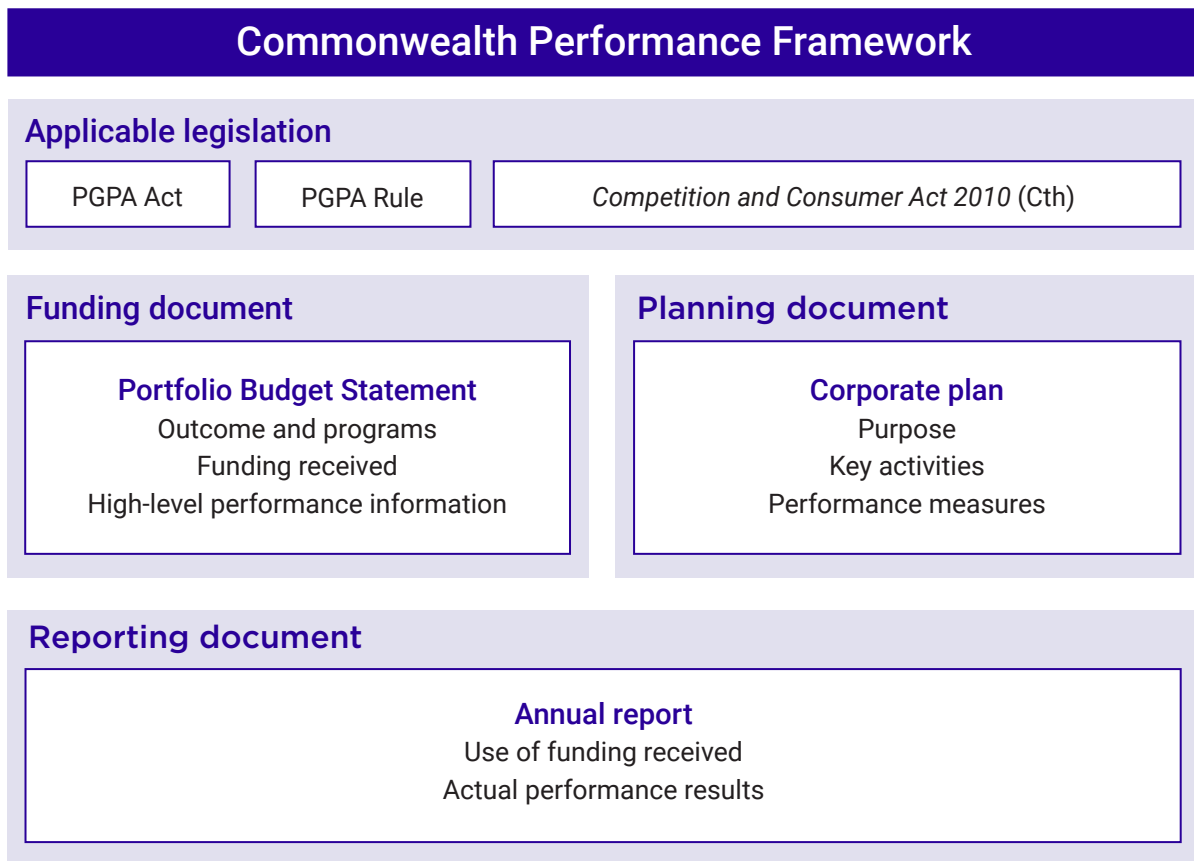 Commonwealth Performance Framework
Applicable legislation
PGPA Act
PGPA Rule
Competition and Consumer Act 2010 (Cth)
Funding document
Portfolio Budget Statement
Outcome and programs
Funding received
High-level performance information
Planning document
Corporate plan
Purpose
Key activities
Performance measures
Reporting document
Annual report
Use of funding received
Actual performance results